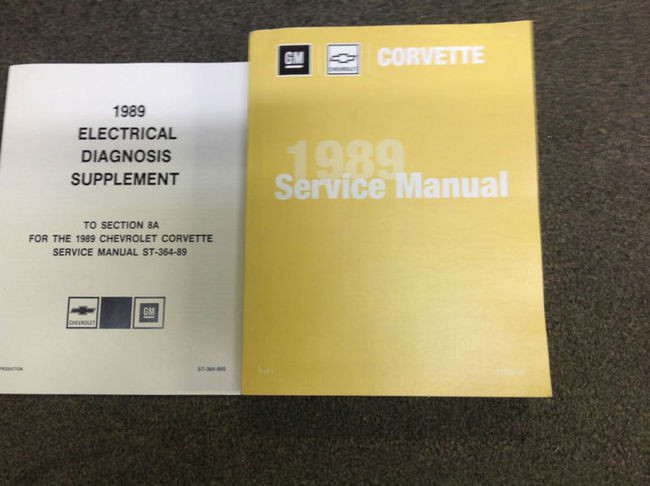 1989
ELECTRICAL
DIAGNOSIS
SUPPLEMENT
TO SECTION 8A
FOR THE 1989 CHEVROLET CORVETTE
SERVICE MANUAL ST-364-89
CHEVROLET
GM
GM
CHEVROLET
CORVETTE
1989
Service Manual